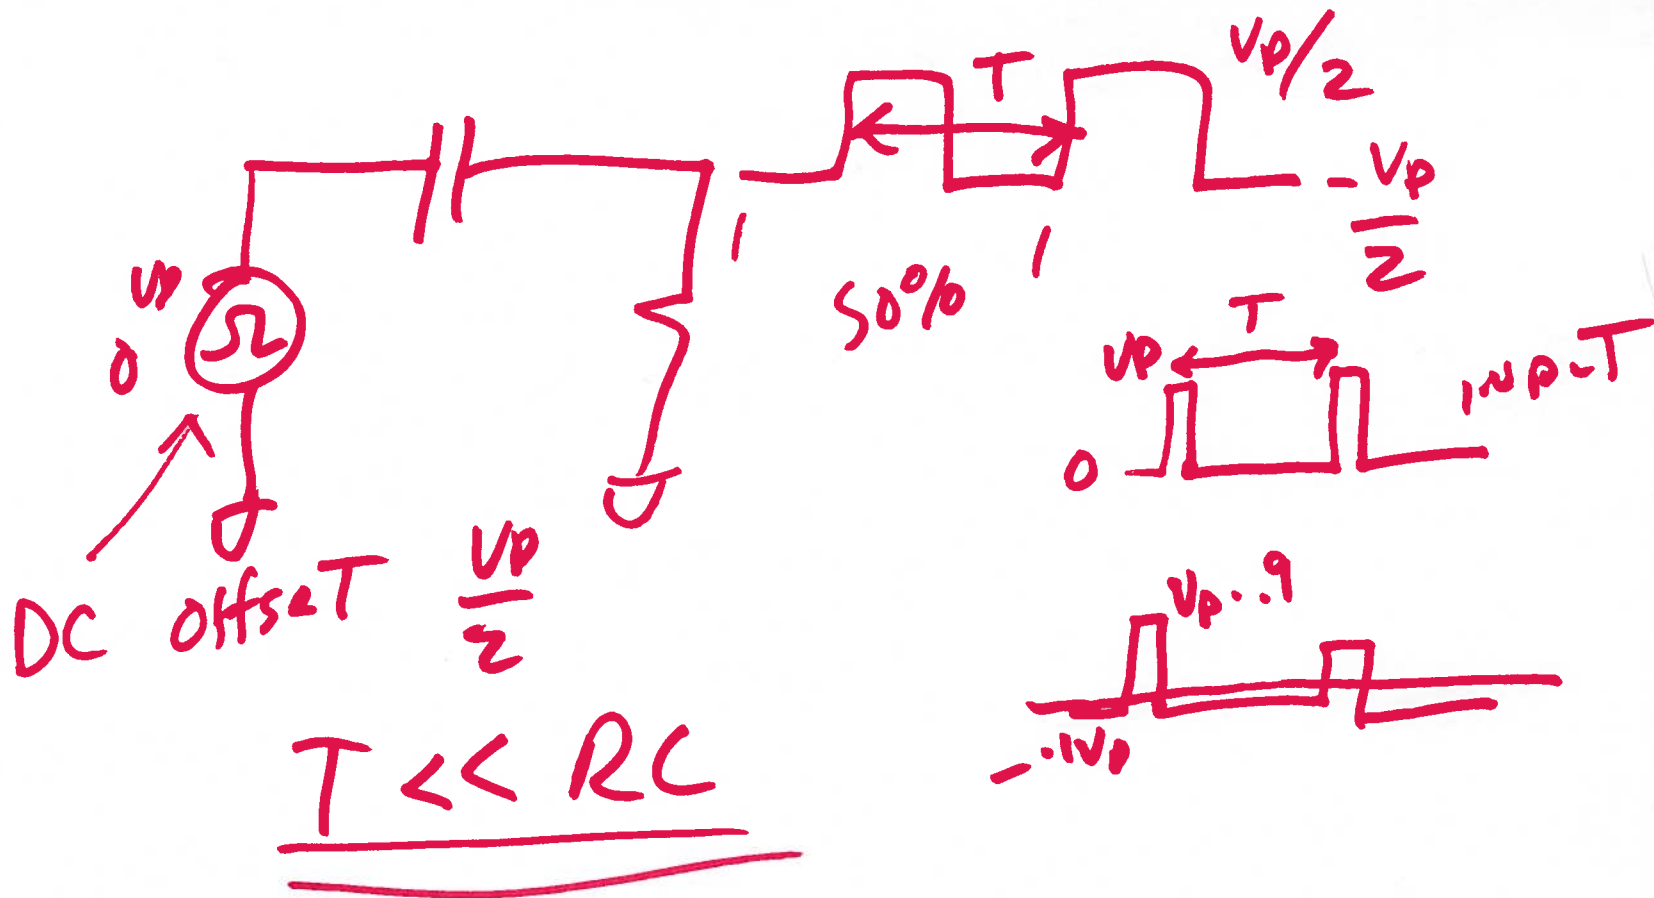 VP
0
DC offseT
VP
2
T << RC
T
VP/2
-VP
2
50%
T
VP
0
INPUT
VP..9
-.1VP